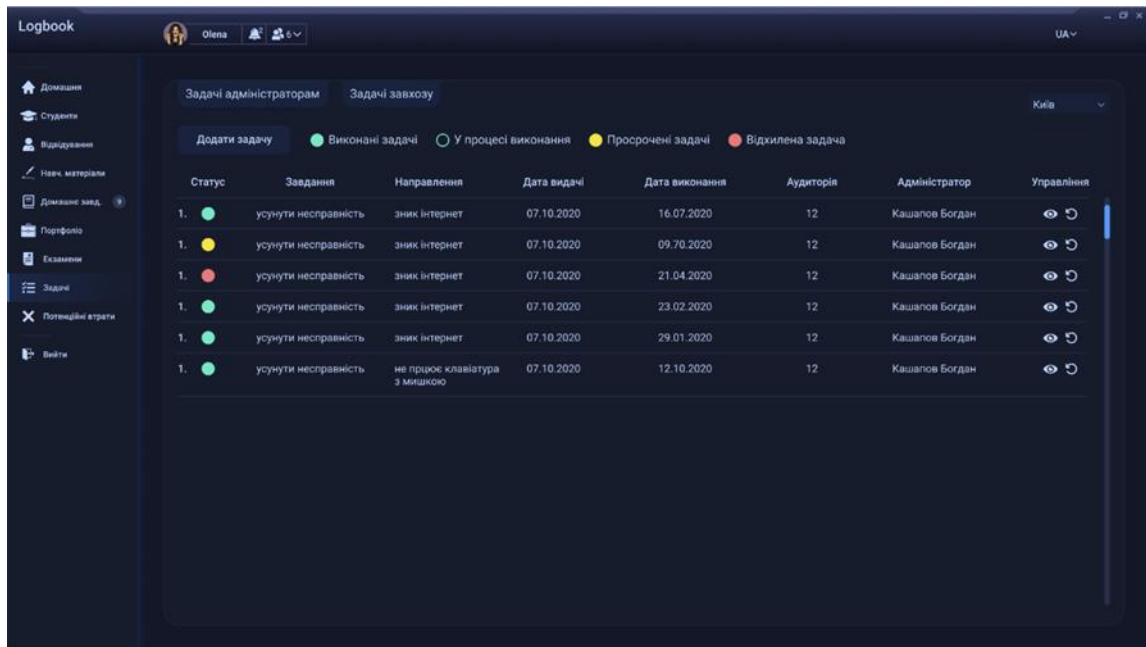 Logbook
Olena 2 6 UA
Домашня
Студенти
Відвідування
Навч. матеріали
Домашнє завд. 9
Портфоліо
Екзамени
Задачі
Потенційні втрати
Вийти
Задачі адміністраторам Задачі завхозу
Київ
Додати задачу Виконані задачі У процесі виконання Просрочені задачі Відхилена задача
Статус Завдання Направлення Дата видачі Дата виконання Аудиторія Адміністратор Управління
1. усунути несправність зник інтернет 07.10.2020 16.07.2020 12 Кашапов Богдан
1. усунути несправність зник інтернет 07.10.2020 09.70.2020 12 Кашапов Богдан
1. усунути несправність зник інтернет 07.10.2020 21.04.2020 12 Кашапов Богдан
1. усунути несправність зник інтернет 07.10.2020 23.02.2020 12 Кашапов Богдан
1. усунути несправність зник інтернет 07.10.2020 29.01.2020 12 Кашапов Богдан
1. усунути несправність не прцює клавіатура 07.10.2020 12.10.2020 12 Кашапов Богдан
з мишкою